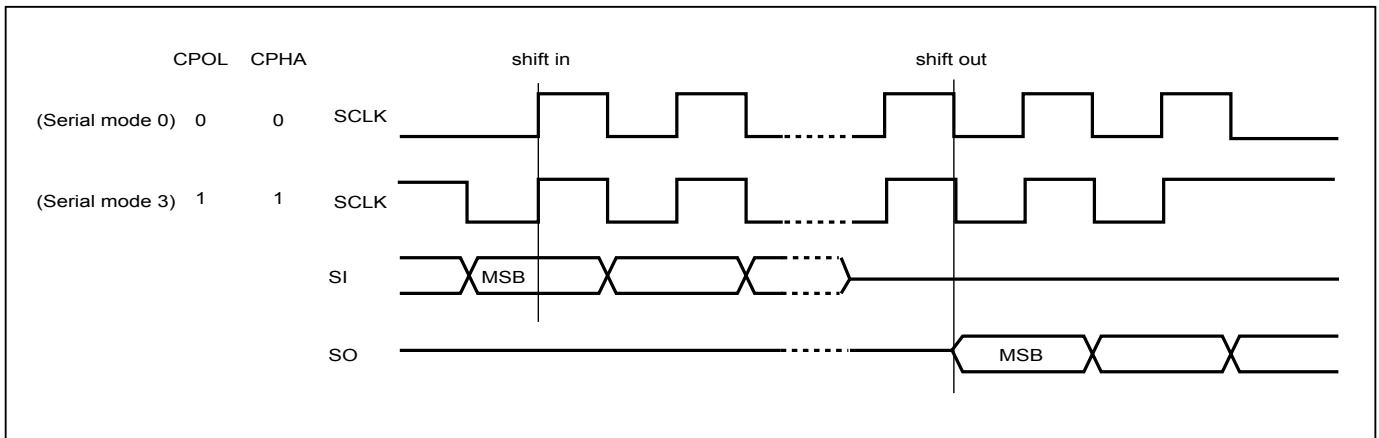 CPOL CPHA shift in shift out
(Serial mode 0) 0 0 SCLK
(Serial mode 3) 1 1 SCLK
SI MSB
SO MSB